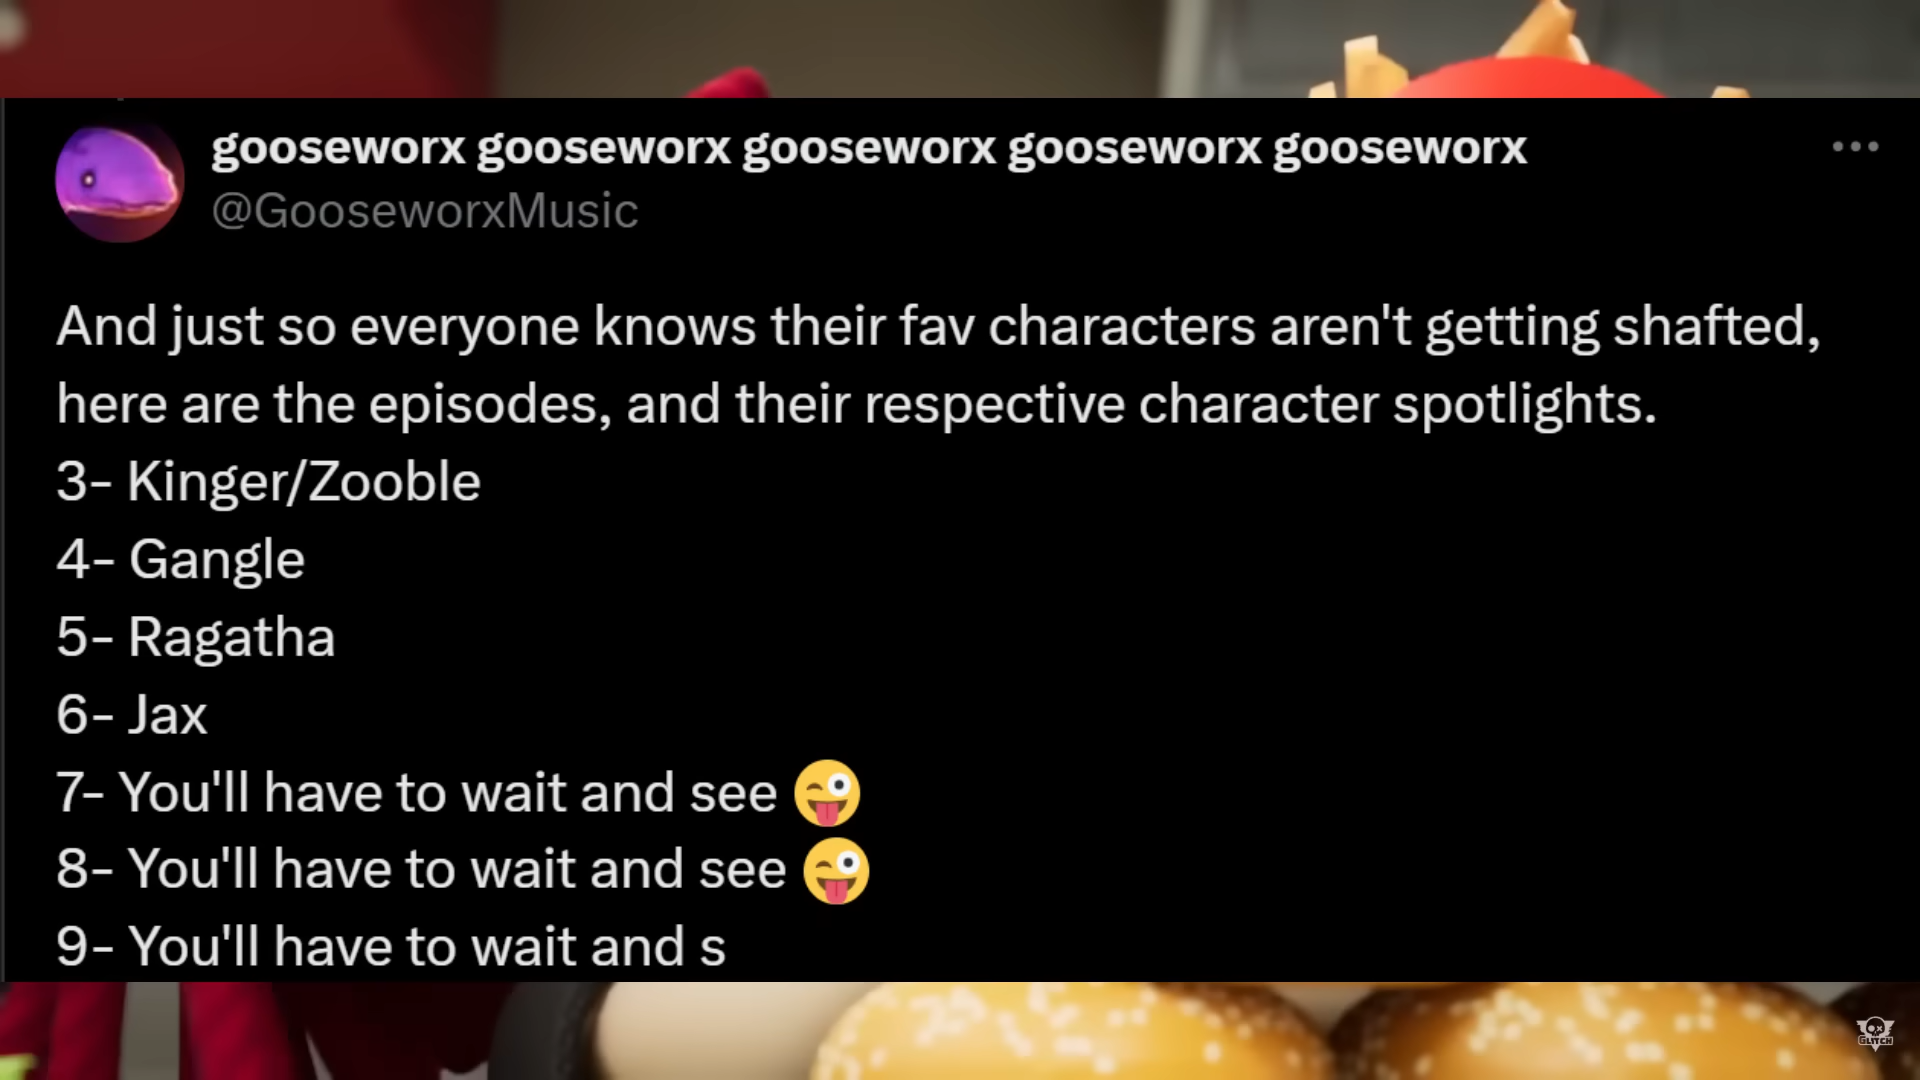 gooseworx gooseworx gooseworx gooseworx gooseworx
@GooseworxMusic
And just so everyone knows their fav characters aren't getting shafted,
here are the episodes, and their respective character spotlights.
3- Kinger/Zooble
4- Gangle
5- Ragatha
6- Jax
7- You'll have to wait and see 😜
8- You'll have to wait and see 😜
9- You'll have to wait and s
GLITCH